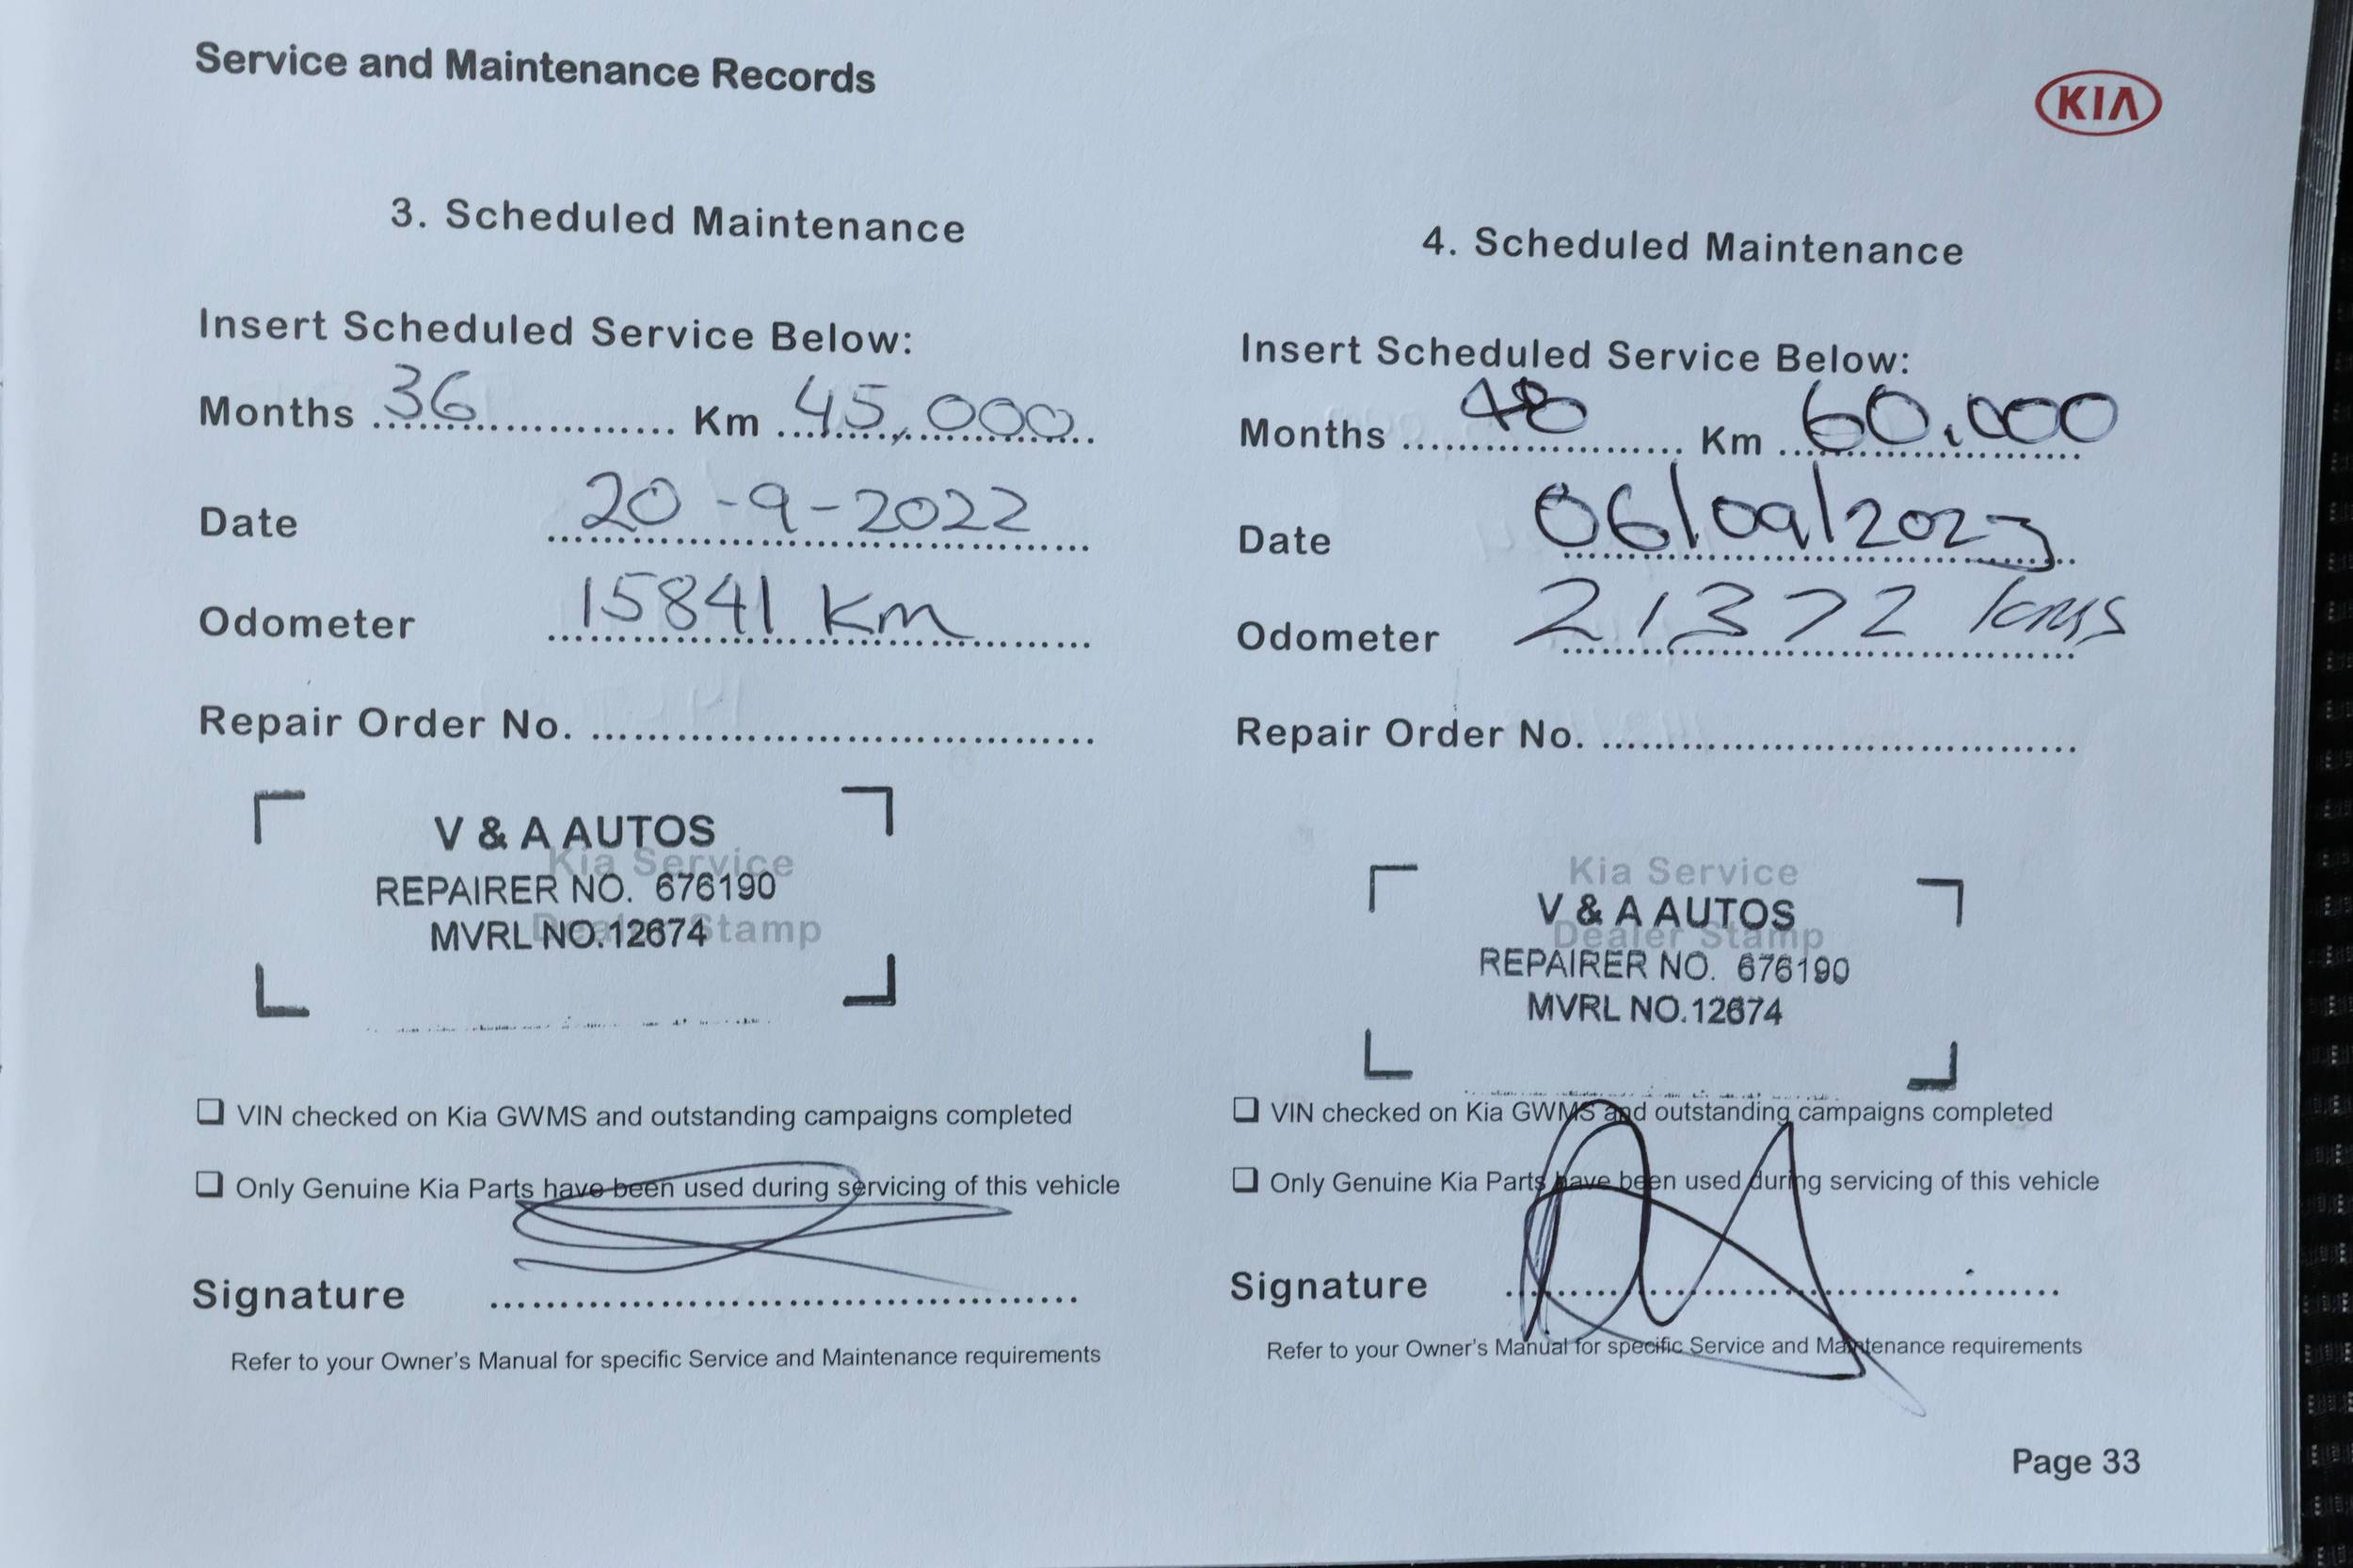 Service and Maintenance Records
KIA
3. Scheduled Maintenance
Insert Scheduled Service Below:
Months 36 Km 45,000
Date 20-9-2022
Odometer 15841 Km
Repair Order No.
V & A AUTOS
Kia Service
REPAIRER NO. 676190
Dealer Stamp
MVRL NO.12674
VIN checked on Kia GWMS and outstanding campaigns completed
Only Genuine Kia Parts have been used during servicing of this vehicle
Signature
Refer to your Owner's Manual for specific Service and Maintenance requirements
4. Scheduled Maintenance
Insert Scheduled Service Below:
Months 48 Km 60,000
Date 06/09/2023
Odometer 21372 kms
Repair Order No.
Kia Service
V & A AUTOS
Dealer Stamp
REPAIRER NO. 676190
MVRL NO.12674
VIN checked on Kia GWMS and outstanding campaigns completed
Only Genuine Kia Parts have been used during servicing of this vehicle
Signature
Refer to your Owner's Manual for specific Service and Maintenance requirements
Page 33